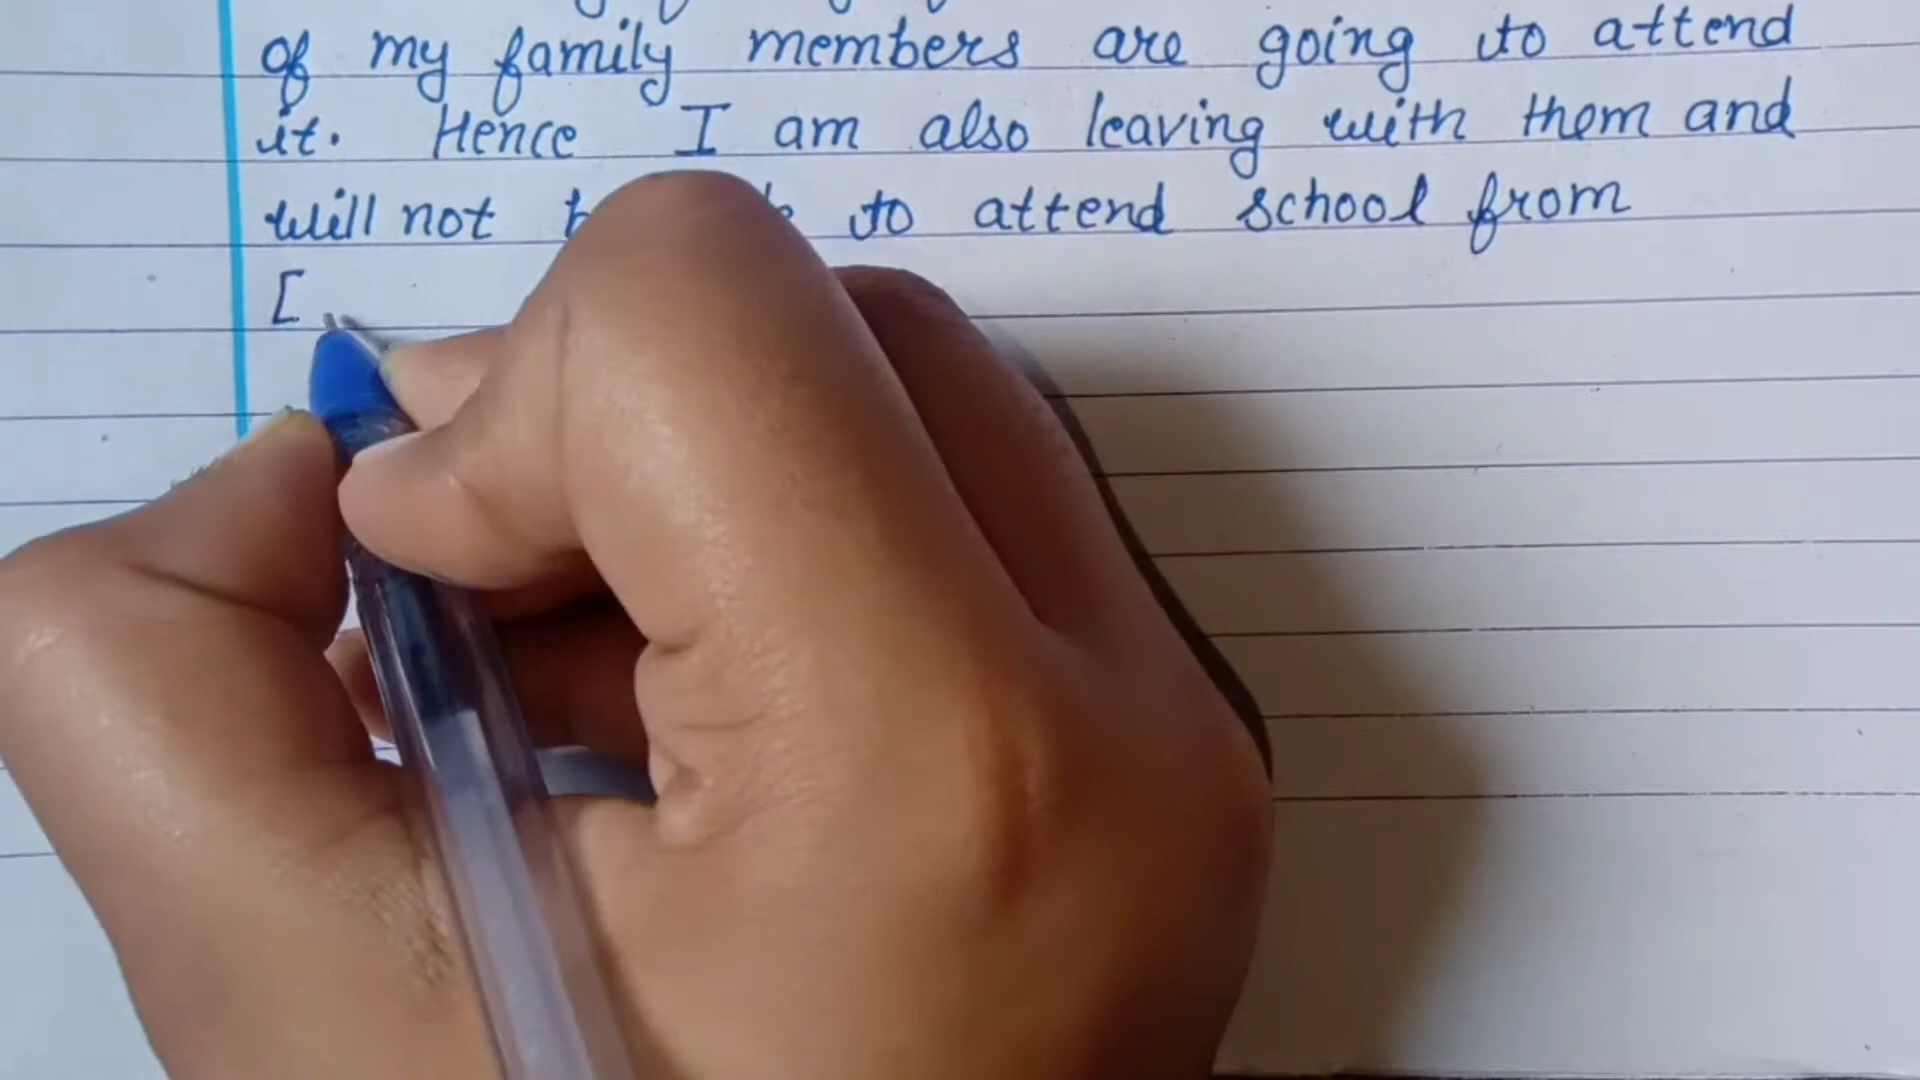 of my family members are going to attend
it. Hence I am also leaving with them and
will not to attend school from
[